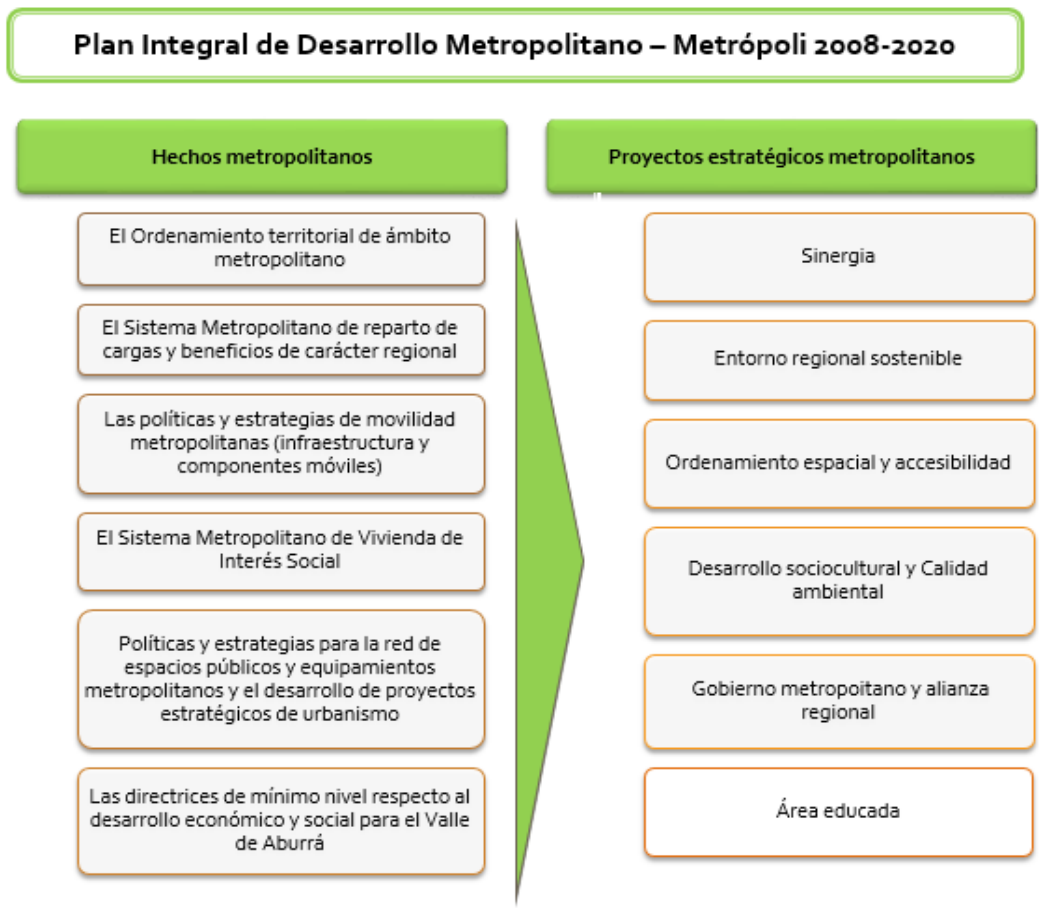 Plan Integral de Desarrollo Metropolitano – Metrópoli 2008-2020
Hechos metropolitanos
El Ordenamiento territorial de ámbito
metropolitano
El Sistema Metropolitano de reparto de
cargas y beneficios de carácter regional
Las políticas y estrategias de movilidad
metropolitanas (infraestructura y
componentes móviles)
El Sistema Metropolitano de Vivienda de
Interés Social
Políticas y estrategias para la red de
espacios públicos y equipamientos
metropolitanos y el desarrollo de proyectos
estratégicos de urbanismo
Las directrices de mínimo nivel respecto al
desarrollo económico y social para el Valle
de Aburrá
Proyectos estratégicos metropolitanos
Sinergia
Entorno regional sostenible
Ordenamiento espacial y accesibilidad
Desarrollo sociocultural y Calidad
ambiental
Gobierno metropoitano y alianza
regional
Área educada